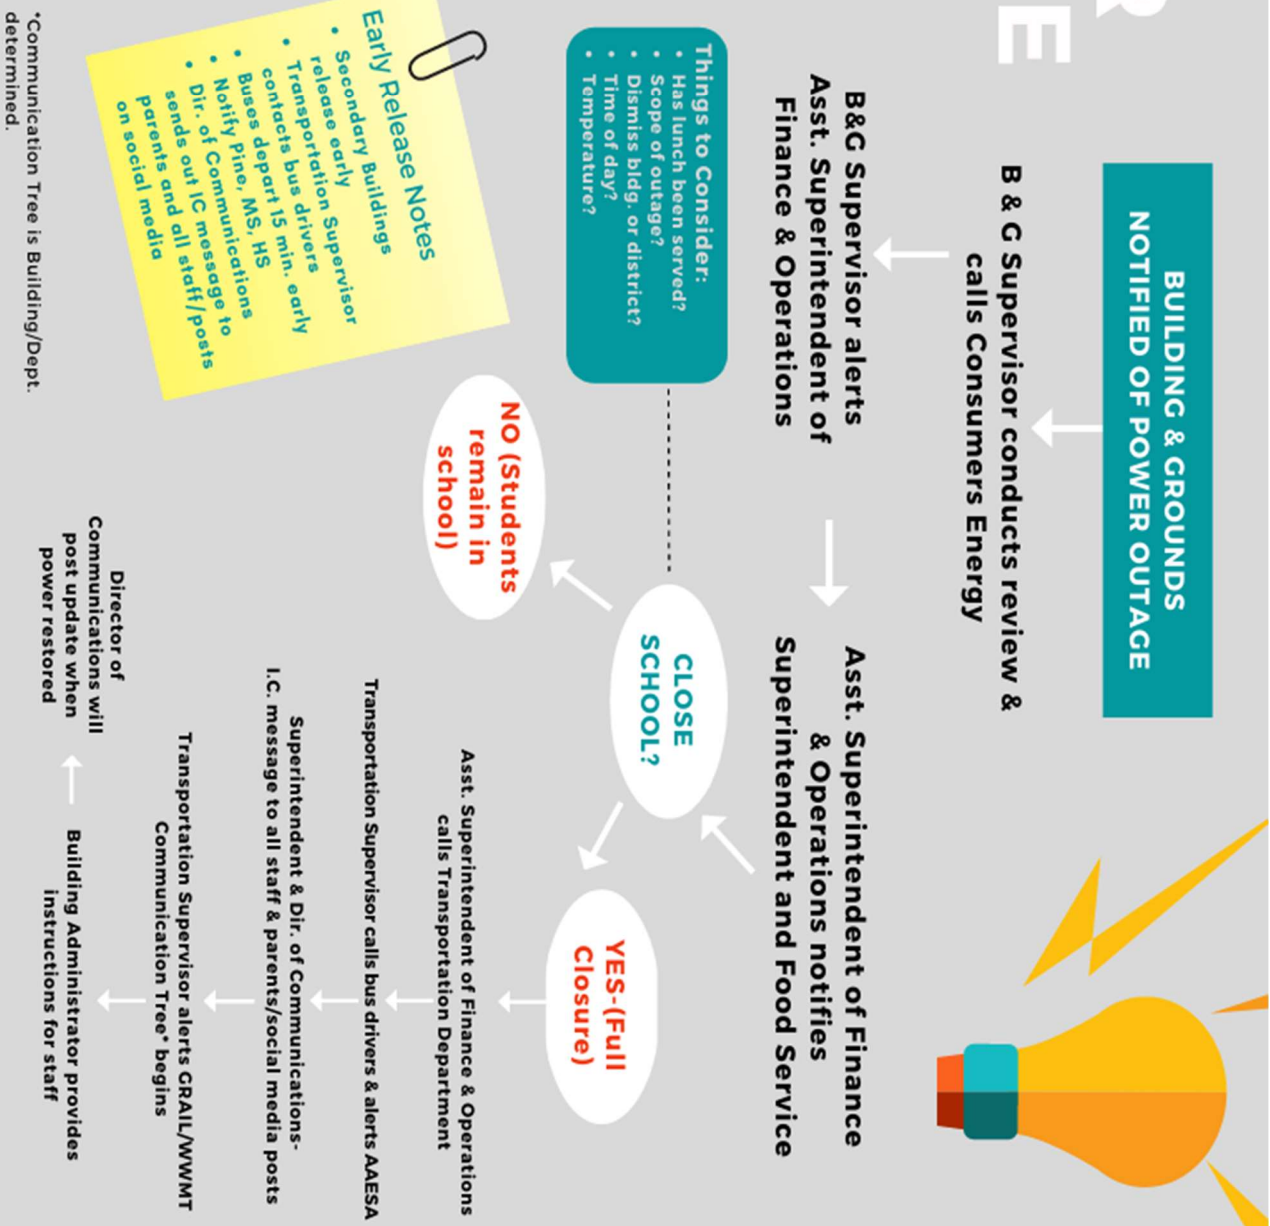 R
E
BUILDING & GROUNDS
NOTIFIED OF POWER OUTAGE
B & G Supervisor conducts review &
calls Consumers Energy
B&G Supervisor alerts
Asst. Superintendent of
Finance & Operations
Asst. Superintendent of Finance
& Operations notifies
Superintendent and Food Service
Things to Consider:
• Has lunch been served?
• Scope of outage?
• Dismiss bldg. or district?
• Time of day?
• Temperature?
CLOSE
SCHOOL?
NO (Students
remain in
school)
YES-(Full
Closure)
Early Release Notes
• Secondary Buildings
release early
• Transportation Supervisor
contacts bus drivers
• Buses depart 15 min. early
• Notify Pine, MS, HS
• Dir. of Communications
sends out IC message to
parents and all staff/posts
on social media
Asst. Superintendent of Finance & Operations
calls Transportation Department
Transportation Supervisor calls bus drivers & alerts AAESA
Superintendent & Dir. of Communications-
I.C. message to all staff & parents/social media posts
Transportation Supervisor alerts GRAIL/WWMT
Communication Tree* begins
Building Administrator provides
instructions for staff
Director of
Communications will
post update when
power restored
*Communication Tree is Building/Dept.
determined.